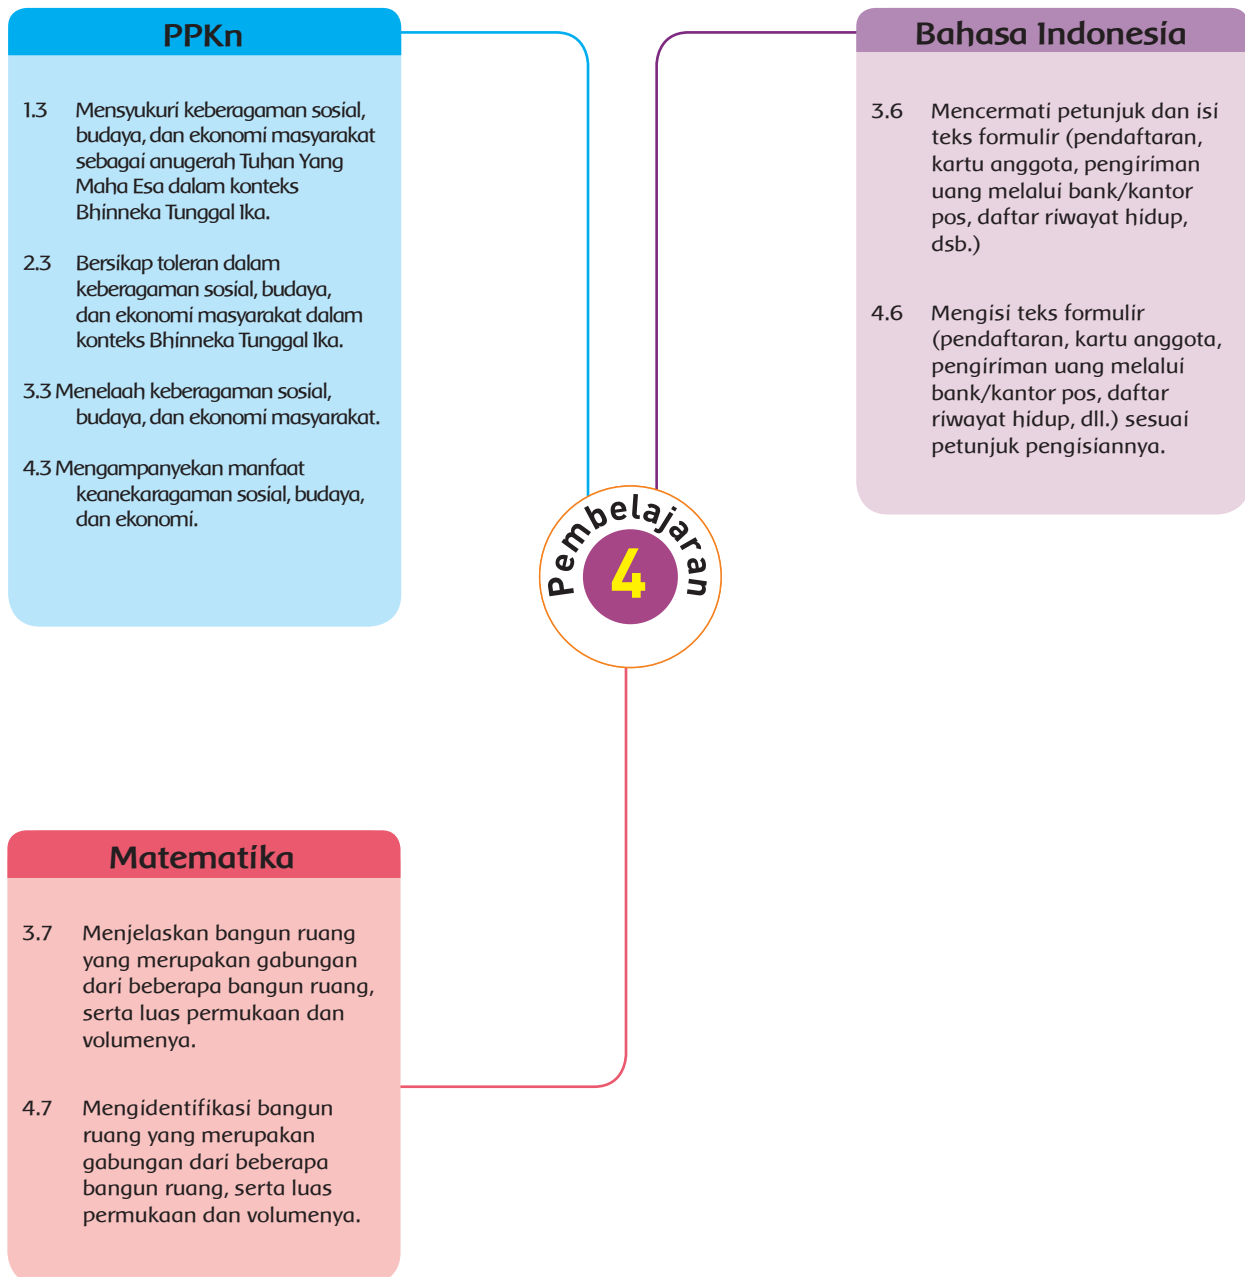 PPKn
1.3 Mensyukuri keberagaman sosial,
budaya, dan ekonomi masyarakat
sebagai anugerah Tuhan Yang
Maha Esa dalam konteks
Bhinneka Tunggal Ika.
2.3 Bersikap toleran dalam
keberagaman sosial, budaya,
dan ekonomi masyarakat dalam
konteks Bhinneka Tunggal Ika.
3.3 Menelaah keberagaman sosial,
budaya, dan ekonomi masyarakat.
4.3 Mengampanyekan manfaat
keanekaragaman sosial, budaya,
dan ekonomi.
Bahasa Indonesia
3.6 Mencermati petunjuk dan isi
teks formulir (pendaftaran,
kartu anggota, pengiriman
uang melalui bank/kantor
pos, daftar riwayat hidup,
dsb.)
4.6 Mengisi teks formulir
(pendaftaran, kartu anggota,
pengiriman uang melalui
bank/kantor pos, daftar
riwayat hidup, dll.) sesuai
petunjuk pengisiannya.
Pembelajaran
4
Matematika
3.7 Menjelaskan bangun ruang
yang merupakan gabungan
dari beberapa bangun ruang,
serta luas permukaan dan
volumenya.
4.7 Mengidentifikasi bangun
ruang yang merupakan
gabungan dari beberapa
bangun ruang, serta luas
permukaan dan volumenya.